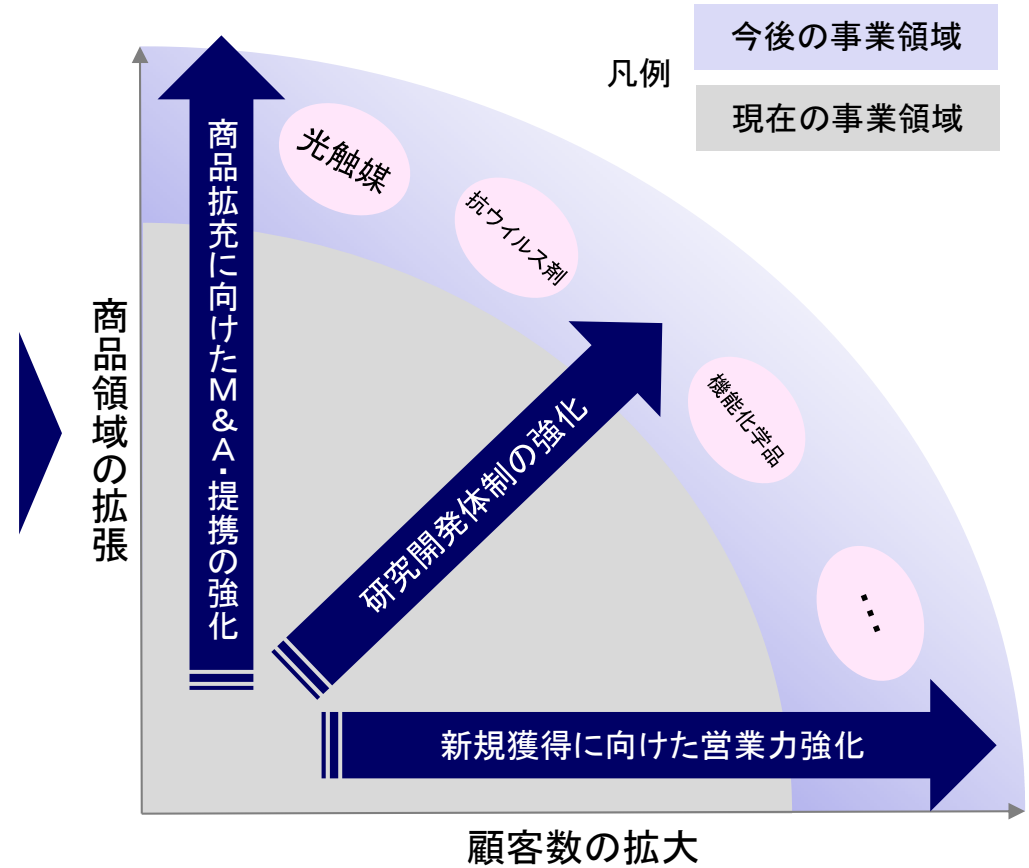 凡例
今後の事業領域
現在の事業領域
商品領域の拡張
商品拡充に向けたM&A・提携の強化
光触媒
抗ウイルス剤
機能化学品
…
研究開発体制の強化
新規獲得に向けた営業力強化
顧客数の拡大